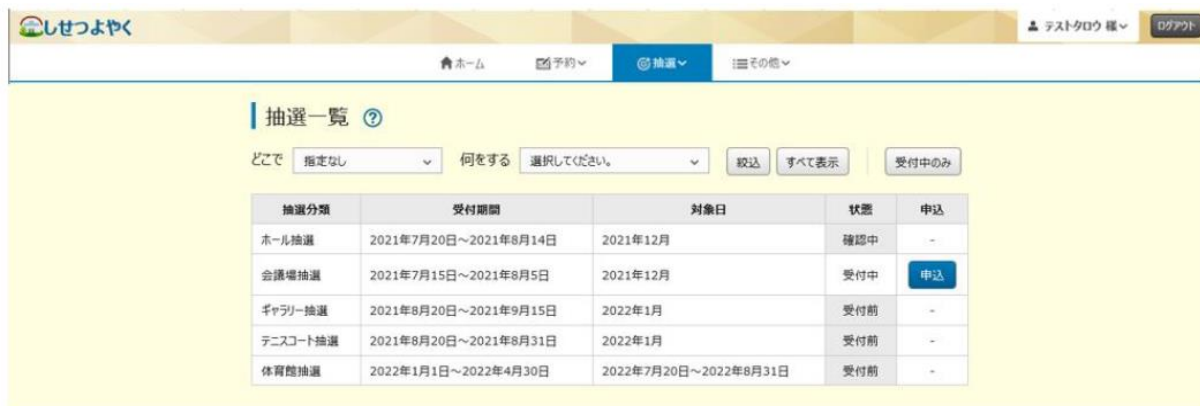 しせつよやく テストタロウ 様 ログアウト
ホーム 予約 抽選 その他
抽選一覧 ?
どこで 指定なし 何をする 選択してください。 絞込 すべて表示 受付中のみ
抽選分類 受付期間 対象日 状態 申込
ホール抽選 2021年7月20日～2021年8月14日 2021年12月 確認中 -
会議場抽選 2021年7月15日～2021年8月5日 2021年12月 受付中 申込
ギャラリー抽選 2021年8月20日～2021年9月15日 2022年1月 受付前 -
テニスコート抽選 2021年8月20日～2021年8月31日 2022年1月 受付前 -
体育館抽選 2022年1月1日～2022年4月30日 2022年7月20日～2022年8月31日 受付前 -